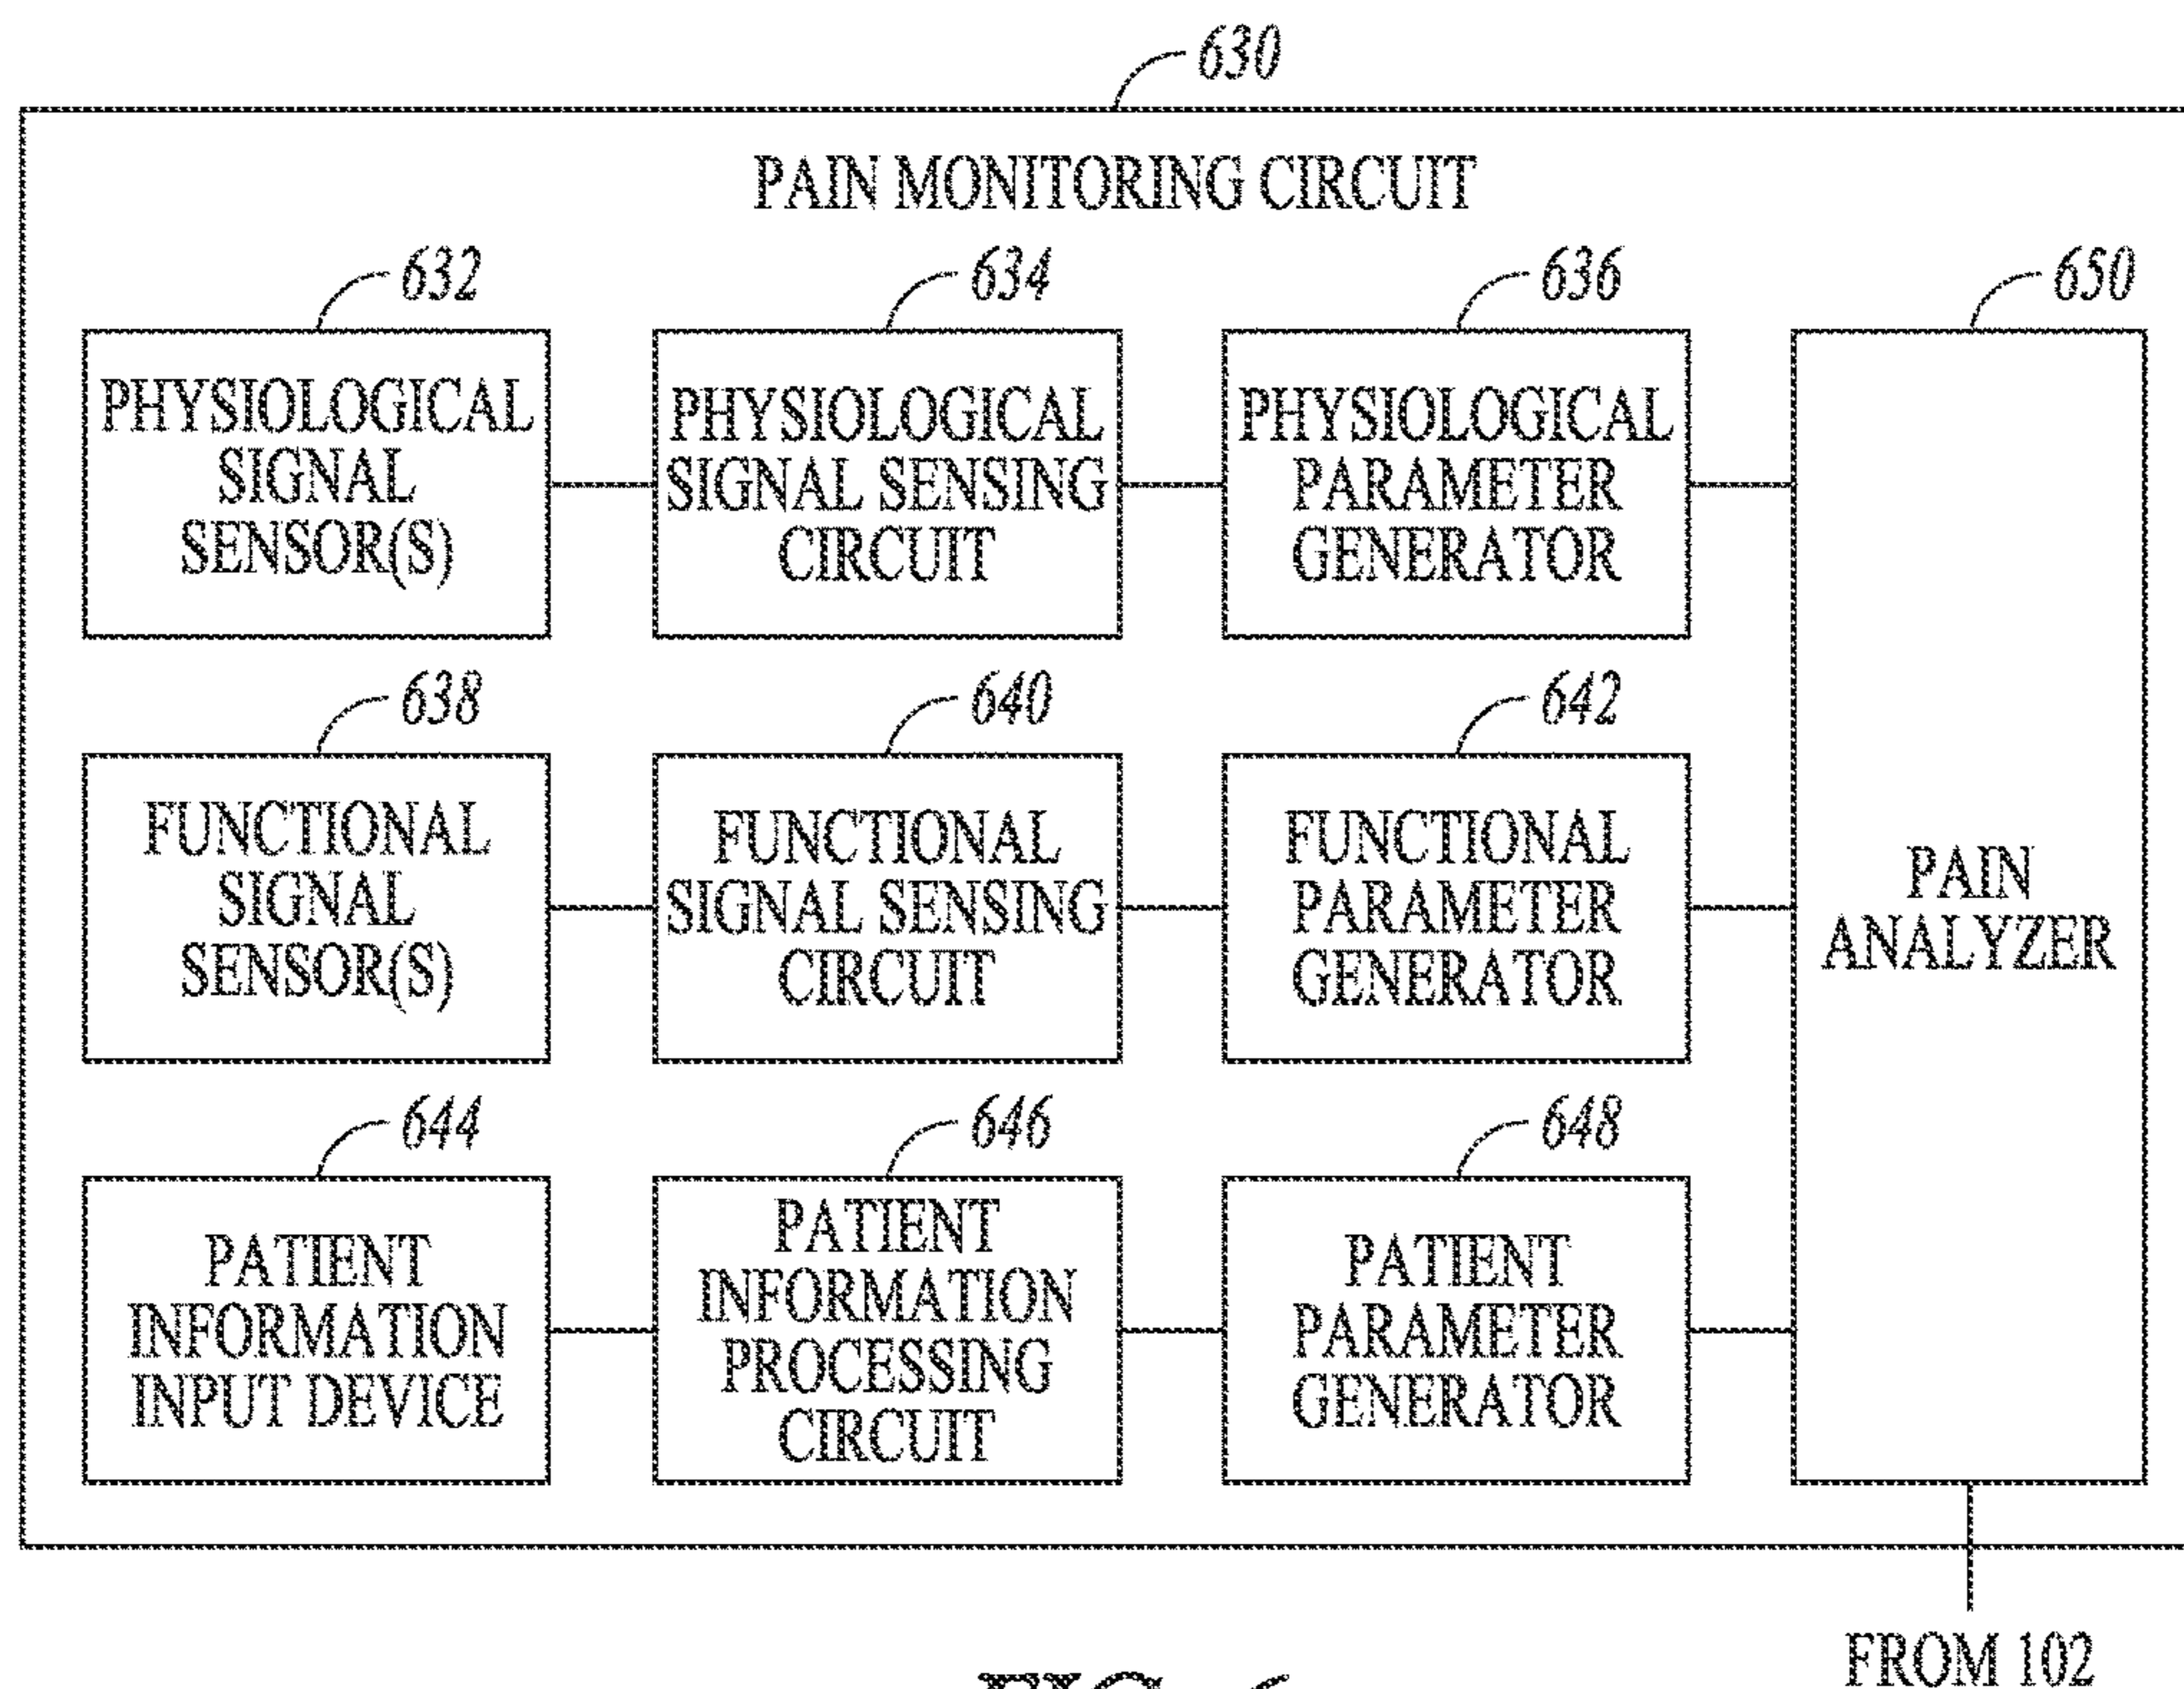 630
PAIN MONITORING CIRCUIT
632
634
636
650
PHYSIOLOGICAL
SIGNAL
SENSOR(S)
PHYSIOLOGICAL
SIGNAL SENSING
CIRCUIT
PHYSIOLOGICAL
PARAMETER
GENERATOR
638
640
642
FUNCTIONAL
SIGNAL
SENSOR(S)
FUNCTIONAL
SIGNAL SENSING
CIRCUIT
FUNCTIONAL
PARAMETER
GENERATOR
PAIN
ANALYZER
644
646
648
PATIENT
INFORMATION
INPUT DEVICE
PATIENT
INFORMATION
PROCESSING
CIRCUIT
PATIENT
PARAMETER
GENERATOR
FROM 102